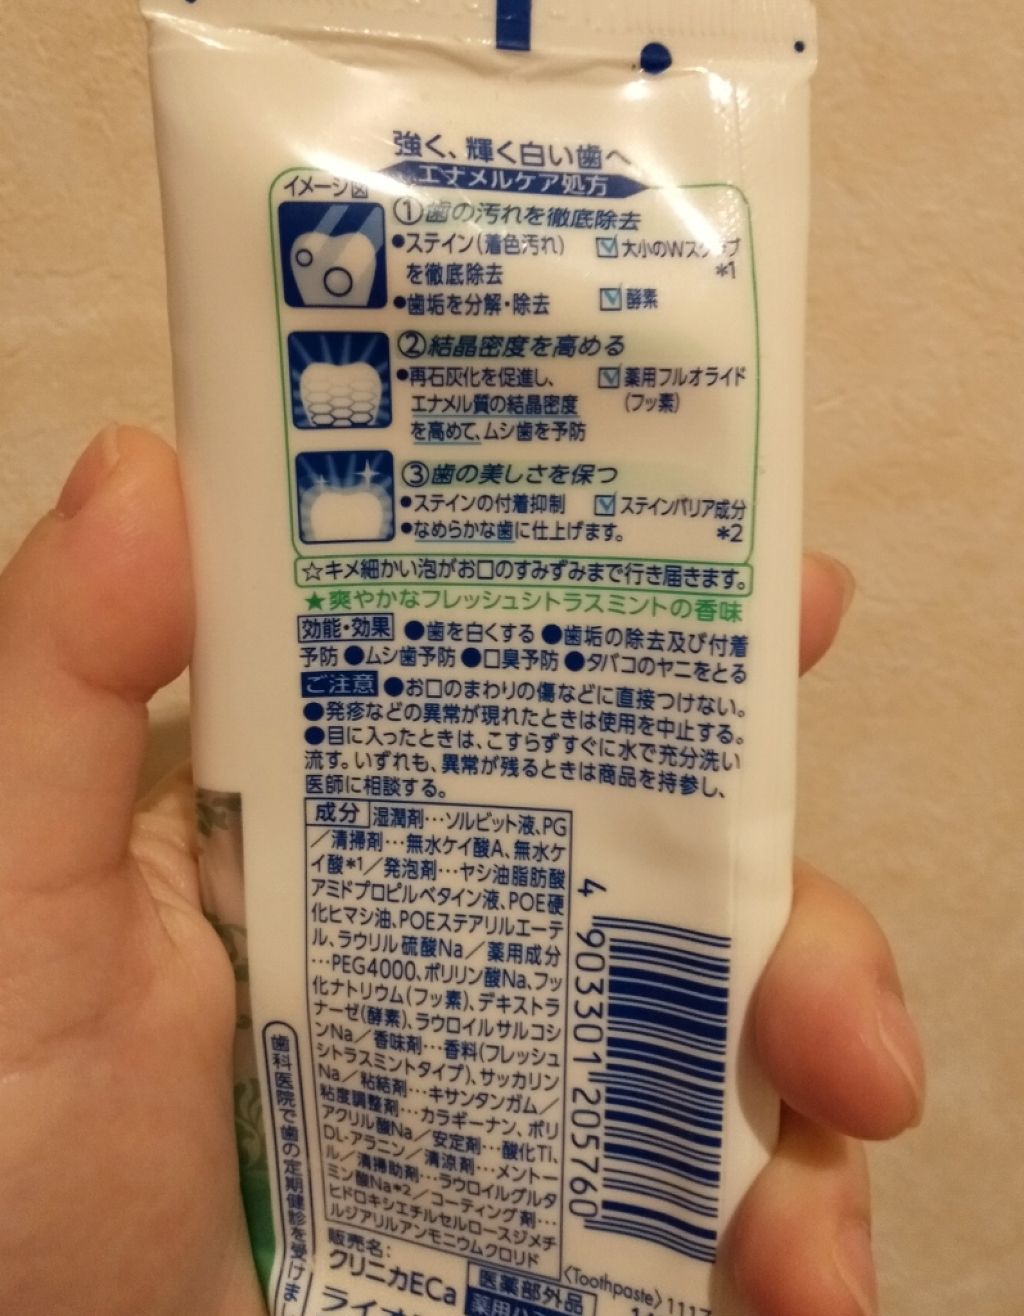 強く、輝く白い歯へ
エナメルケア処方
イメージ図
①歯の汚れを徹底除去
●ステイン(着色汚れ)
を徹底除去
●歯垢を分解・除去
☑大小のW
*1
☑酵素
②結晶密度を高める
●再石灰化を促進し、
エナメル質の結晶密度
を高めて、ムシ歯を予防
☑薬用フルオライド
(フッ素)
③歯の美しさを保つ
●ステインの付着抑制
●なめらかな歯に仕上げます。
☑ステインバリア成分
*2
☆キメ細かい泡がお口のすみずみまで行き届きます。
★爽やかなフレッシュシトラスミントの香味
効能・効果 ●歯を白くする ●歯垢の除去及び付着
予防 ●ムシ歯予防 ●口臭予防 ●タバコのヤニをとる
ご注意 ●お口のまわりの傷などに直接つけない。
●発疹などの異常が現れたときは使用を中止する。
●目に入ったときは、こすらずすぐに水で充分洗い
流す。いずれも、異常が残るときは商品を持参し、
医師に相談する。
成分 湿潤剤…ソルビット液、PG
／清掃剤…無水ケイ酸A、無水ケ
イ酸*1／発泡剤…ヤシ油脂肪酸
アミドプロピルベタイン液、POE硬
化ヒマシ油、POEステアリルエーテ
ル、ラウリル硫酸Na／薬用成分
…PEG4000、ポリリン酸Na、フッ
化ナトリウム(フッ素)、デキストラ
ナーゼ(酵素)、ラウロイルサルコシ
ンNa／香味剤…香料(フレッシュ
シトラスミントタイプ)、サッカリン
Na／粘結剤…キサンタンガム／
粘度調整剤…カラギーナン、ポリ
アクリル酸Na／安定剤…酸化Ti、
DL-アラニン／清涼剤…メントー
ル／清掃助剤…ラウロイルグルタ
ミン酸Na*2／コーティング剤…
ヒドロキシエチルセルロースジメチ
ルジアリルアンモニウムクロリド
4 903301 205760
歯科医院で歯の定期健診を受けまし
販売名:
クリニカECa
医薬部外品
〈Toothpaste〉1117